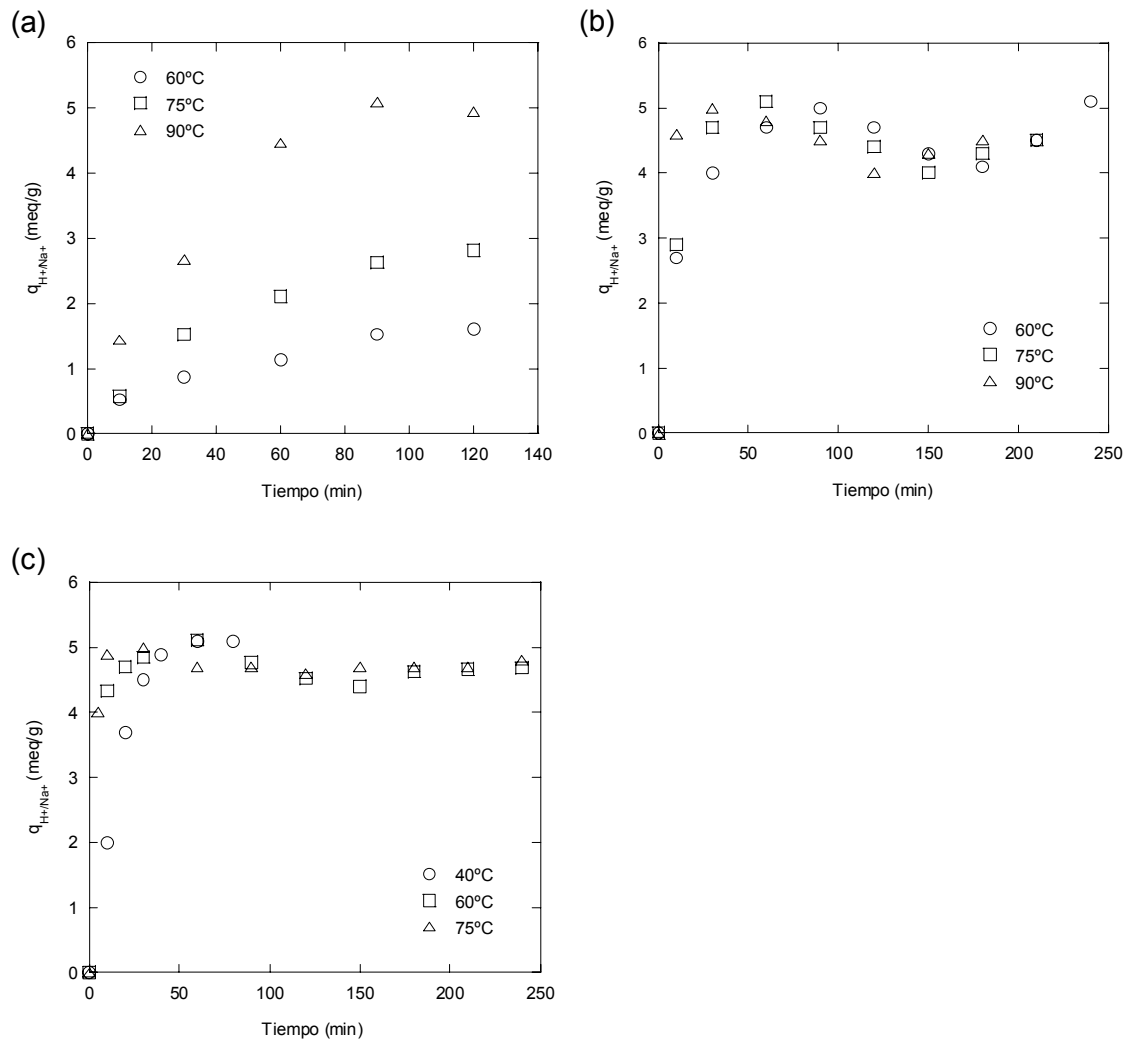 (a)
6
5
4
3
2
1
0
q H+/Na+ (meq/g)
60ºC
75ºC
90ºC
0 20 40 60 80 100 120 140
Tiempo (min)
(b)
6
5
4
3
2
1
0
q H+/Na+ (meq/g)
60ºC
75ºC
90ºC
0 50 100 150 200 250
Tiempo (min)
(c)
6
5
4
3
2
1
0
q H+/Na+ (meq/g)
40ºC
60ºC
75ºC
0 50 100 150 200 250
Tiempo (min)